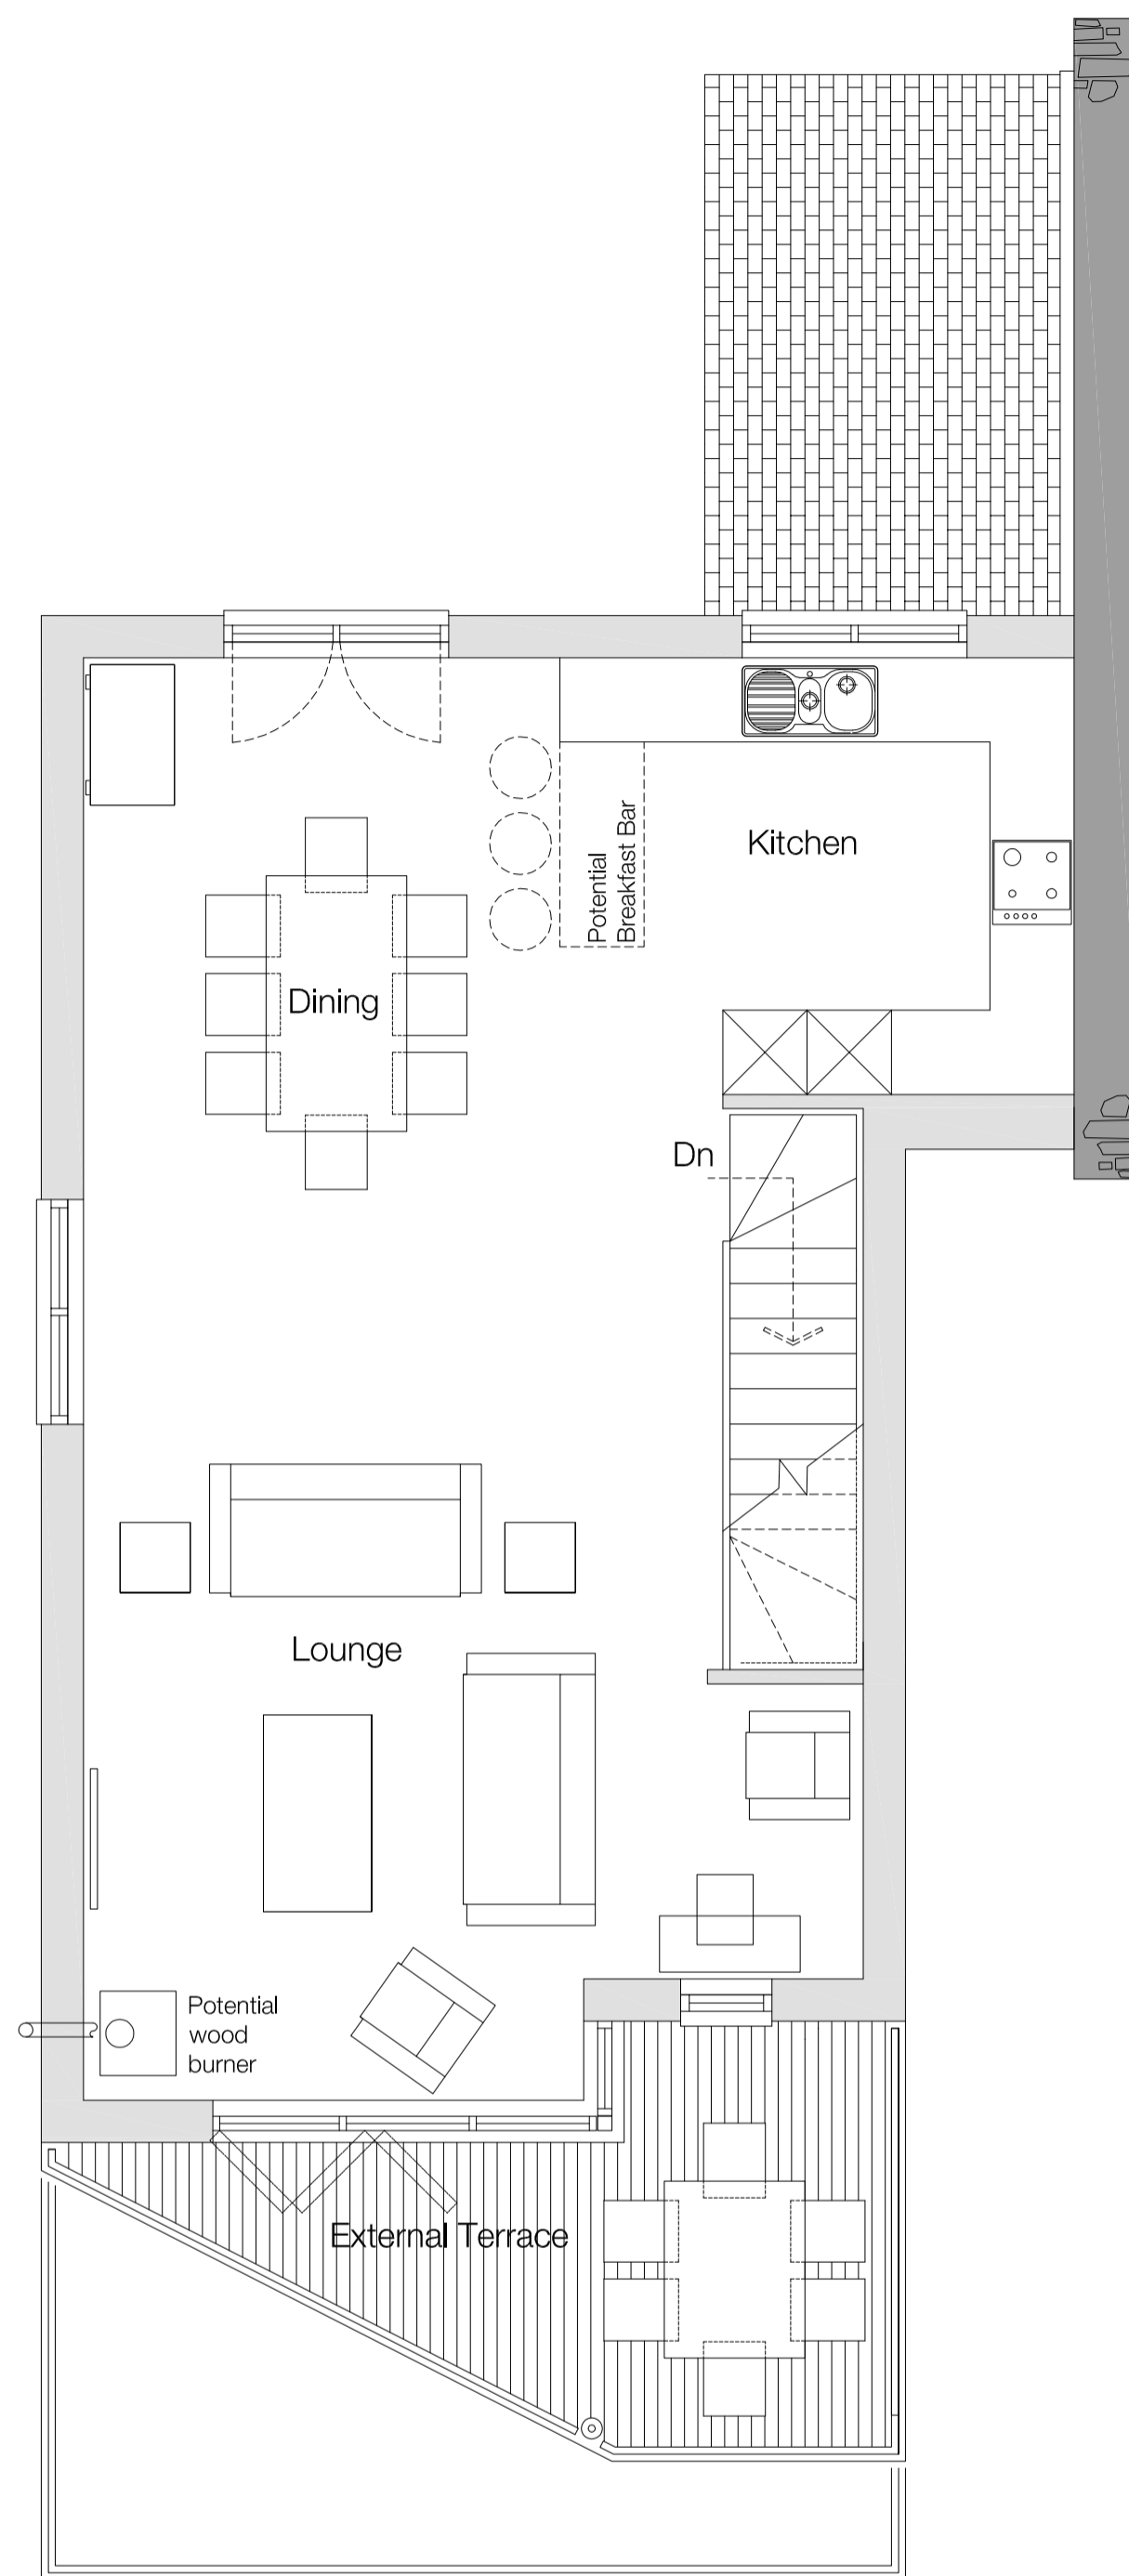 Kitchen
Potential
Breakfast Bar
Dining
Dn
Lounge
Potential
wood
burner
External Terrace